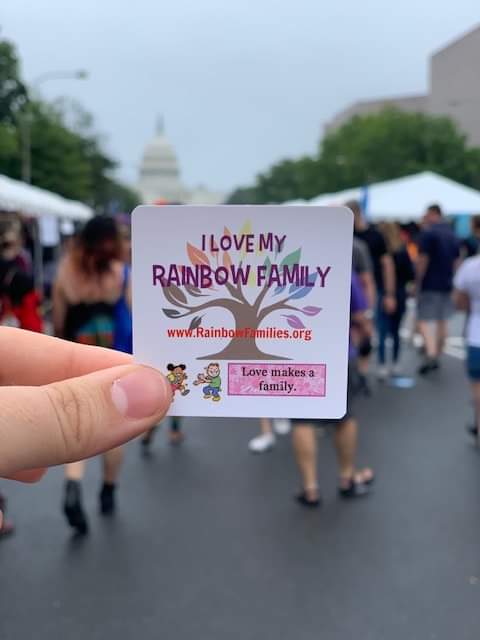 I LOVE MY
RAINBOW FAMILY
www.RainbowFamilies.org
Love makes a
family.